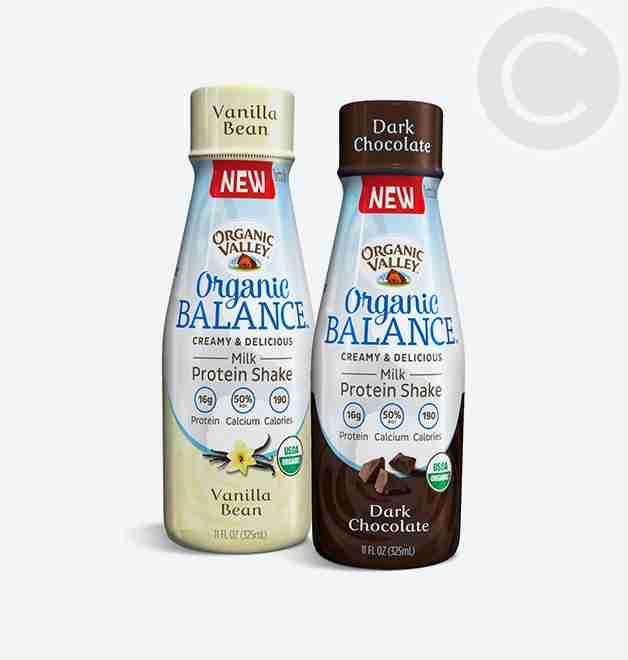 Vanilla
Bean
NEW
ORGANIC
VALLEY
Organic
BALANCE
CREAMY & DELICIOUS
Milk
Protein Shake
16g
50%
RDI
190
Protein Calcium Calories
USDA
ORGANIC
Vanilla
Bean
11 FL OZ (325mL)
Dark
Chocolate
NEW
ORGANIC
VALLEY
Organic
BALANCE
CREAMY & DELICIOUS
Milk
Protein Shake
16g
50%
RDI
190
Protein Calcium Calories
USDA
ORGANIC
Dark
Chocolate
11 FL OZ (325mL)
C